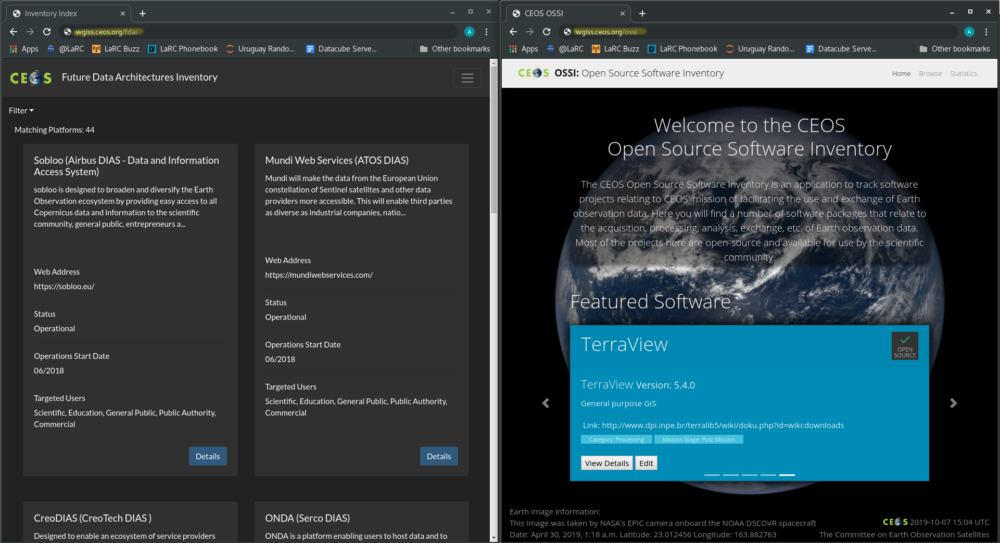 Inventory Index
wgiss.ceos.org/fdai
A
Apps
@LaRC
LaRC Buzz
LaRC Phonebook
Uruguay Rando...
Datacube Serve...
Other bookmarks
CEOS
Future Data Architectures Inventory
Filter
Matching Platforms: 44
Sobloo (Airbus DIAS - Data and Information
Access System)
sobloo is designed to broaden and diversify the Earth
Observation ecosystem by providing easy access to all
Copernicus data and information to the scientific
community, general public, entrepreneurs a...
Web Address
https://sobloo.eu/
Status
Operational
Operations Start Date
06/2018
Targeted Users
Scientific, Education, General Public, Public Authority,
Commercial
Details
Mundi Web Services (ATOS DIAS)
Mundi will make the data from the European Union
constellation of Sentinel satellites and other data
providers more accessible. This will enable third parties
as diverse as industrial companies, natio...
Web Address
https://mundiwebservices.com/
Status
Operational
Operations Start Date
06/2018
Targeted Users
Scientific, Education, General Public, Public Authority,
Commercial
Details
CreoDIAS (CreoTech DIAS )
Designed to enable an ecosystem of service providers
ONDA (Serco DIAS)
ONDA is a platform enabling users to host data and to
CEOS OSSI
wgiss.ceos.org/ossi
A
Apps
@LaRC
LaRC Buzz
LaRC Phonebook
Uruguay Rando...
Datacube Serve...
Other bookmarks
CEOS
OSSI: Open Source Software Inventory
Home
Browse
Statistics
Welcome to the CEOS
Open Source Software Inventory
The CEOS Open Source Software Inventory is an application to track software
projects relating to CEOS' mission of facilitating the use and exchange of Earth
observation data. Here you will find a number of software packages that relate to
the acquisition, processing, analysis, exchange, etc. of Earth observation data.
Most of the projects here are open-source and available for use by the scientific
community.
Featured Software
TerraView
OPEN
SOURCE
TerraView Version: 5.4.0
General purpose GIS
Link: http://www.dpi.inpe.br/terralib5/wiki/doku.php?id=wiki:downloads
Category: Processing
Mission Stage: Post Mission
View Details
Edit
Earth image information:
This image was taken by NASA's EPIC camera onboard the NOAA DSCOVR spacecraft
Date: April 30, 2019, 1:18 a.m. Latitude: 23.012456 Longitude: 163.882763
CEOS 2019-10-07 15:04 UTC
The Committee on Earth Observation Satellites